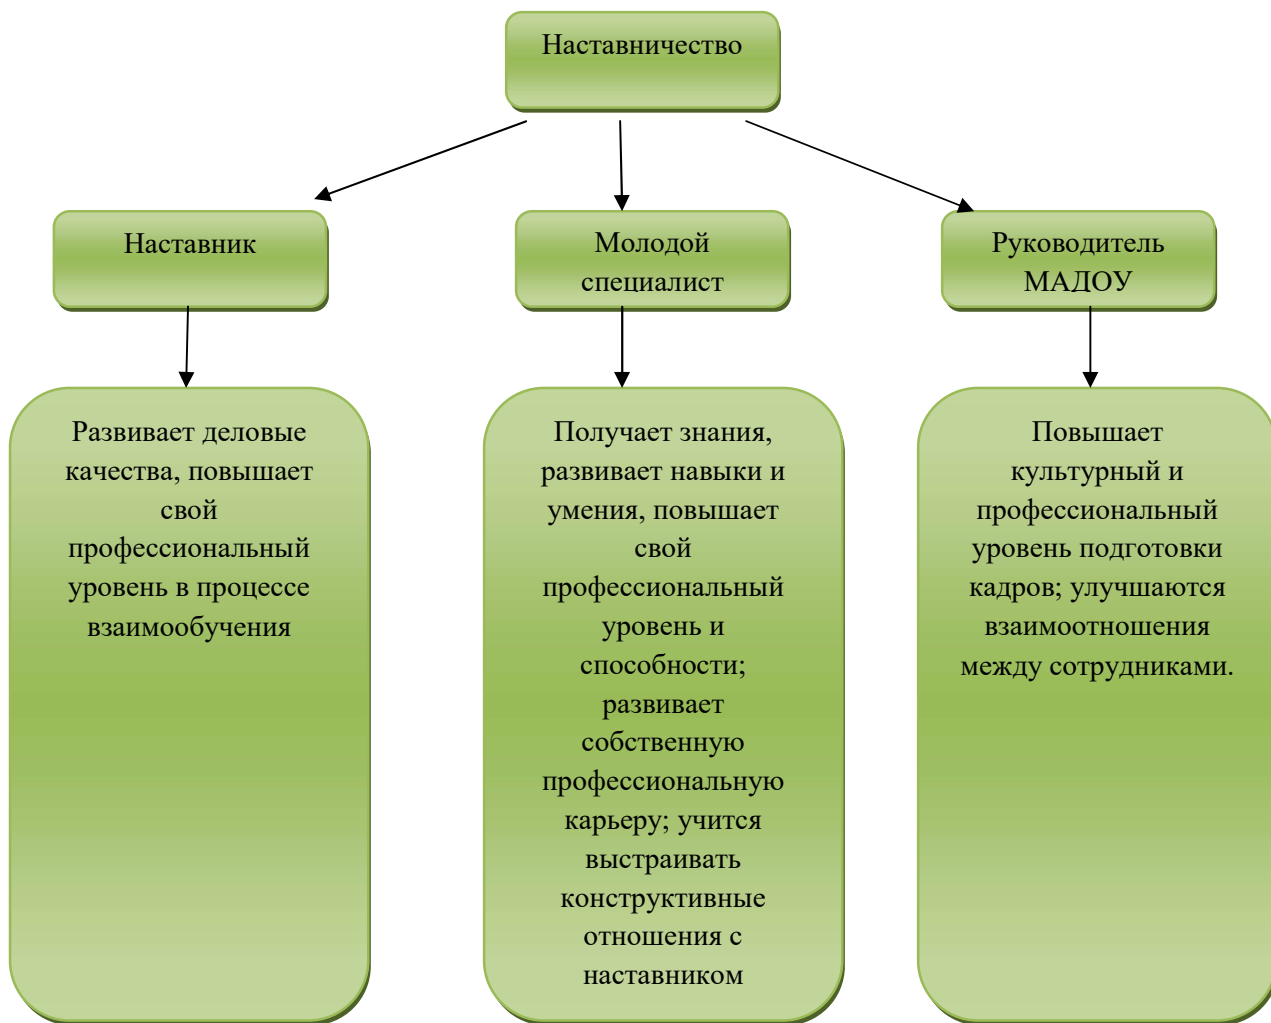 Наставничество
Наставник
Молодой
специалист
Руководитель
МАДОУ
Развивает деловые
качества, повышает
свой
профессиональный
уровень в процессе
взаимообучения
Получает знания,
развивает навыки и
умения, повышает
свой
профессиональный
уровень и
способности;
развивает
собственную
профессиональную
карьеру; учится
выстраивать
конструктивные
отношения с
наставником
Повышает
культурный и
профессиональный
уровень подготовки
кадров; улучшаются
взаимоотношения
между сотрудниками.